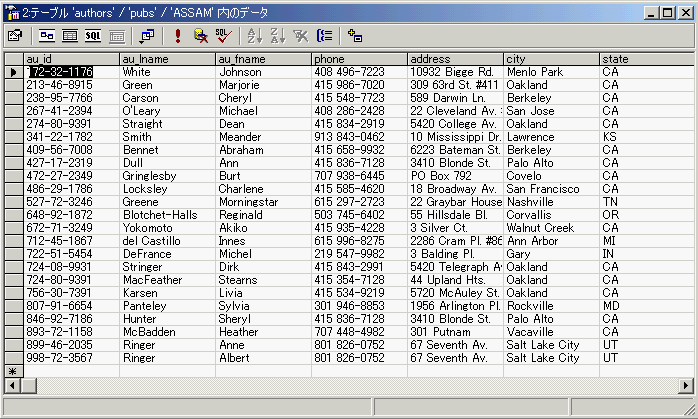 2:テーブル 'authors' / 'pubs' / 'ASSAM' 内のデータ
SQL SQL
au_id au_lname au_fname phone address city state
172-32-1176 White Johnson 408 496-7223 10932 Bigge Rd. Menlo Park CA
213-46-8915 Green Marjorie 415 986-7020 309 63rd St. #411 Oakland CA
238-95-7766 Carson Cheryl 415 548-7723 589 Darwin Ln. Berkeley CA
267-41-2394 O'Leary Michael 408 286-2428 22 Cleveland Av. San Jose CA
274-80-9391 Straight Dean 415 834-2919 5420 College Av. Oakland CA
341-22-1782 Smith Meander 913 843-0462 10 Mississippi Dr. Lawrence KS
409-56-7008 Bennet Abraham 415 658-9932 6223 Bateman St. Berkeley CA
427-17-2319 Dull Ann 415 836-7128 3410 Blonde St. Palo Alto CA
472-27-2349 Gringlesby Burt 707 938-6445 PO Box 792 Covelo CA
486-29-1786 Locksley Charlene 415 585-4620 18 Broadway Av. San Francisco CA
527-72-3246 Greene Morningstar 615 297-2723 22 Graybar House Nashville TN
648-92-1872 Blotchet-Halls Reginald 503 745-6402 55 Hillsdale Bl. Corvallis OR
672-71-3249 Yokomoto Akiko 415 935-4228 3 Silver Ct. Walnut Creek CA
712-45-1867 del Castillo Innes 615 996-8275 2286 Cram Pl. #86 Ann Arbor MI
722-51-5454 DeFrance Michel 219 547-9982 3 Balding Pl. Gary IN
724-08-9931 Stringer Dirk 415 843-2991 5420 Telegraph A Oakland CA
724-80-9391 MacFeather Stearns 415 354-7128 44 Upland Hts. Oakland CA
756-30-7391 Karsen Livia 415 534-9219 5720 McAuley St. Oakland CA
807-91-6654 Panteley Sylvia 301 946-8853 1956 Arlington Pl. Rockville MD
846-92-7186 Hunter Sheryl 415 836-7128 3410 Blonde St. Palo Alto CA
893-72-1158 McBadden Heather 707 448-4982 301 Putnam Vacaville CA
899-46-2035 Ringer Anne 801 826-0752 67 Seventh Av. Salt Lake City UT
998-72-3567 Ringer Albert 801 826-0752 67 Seventh Av. Salt Lake City UT